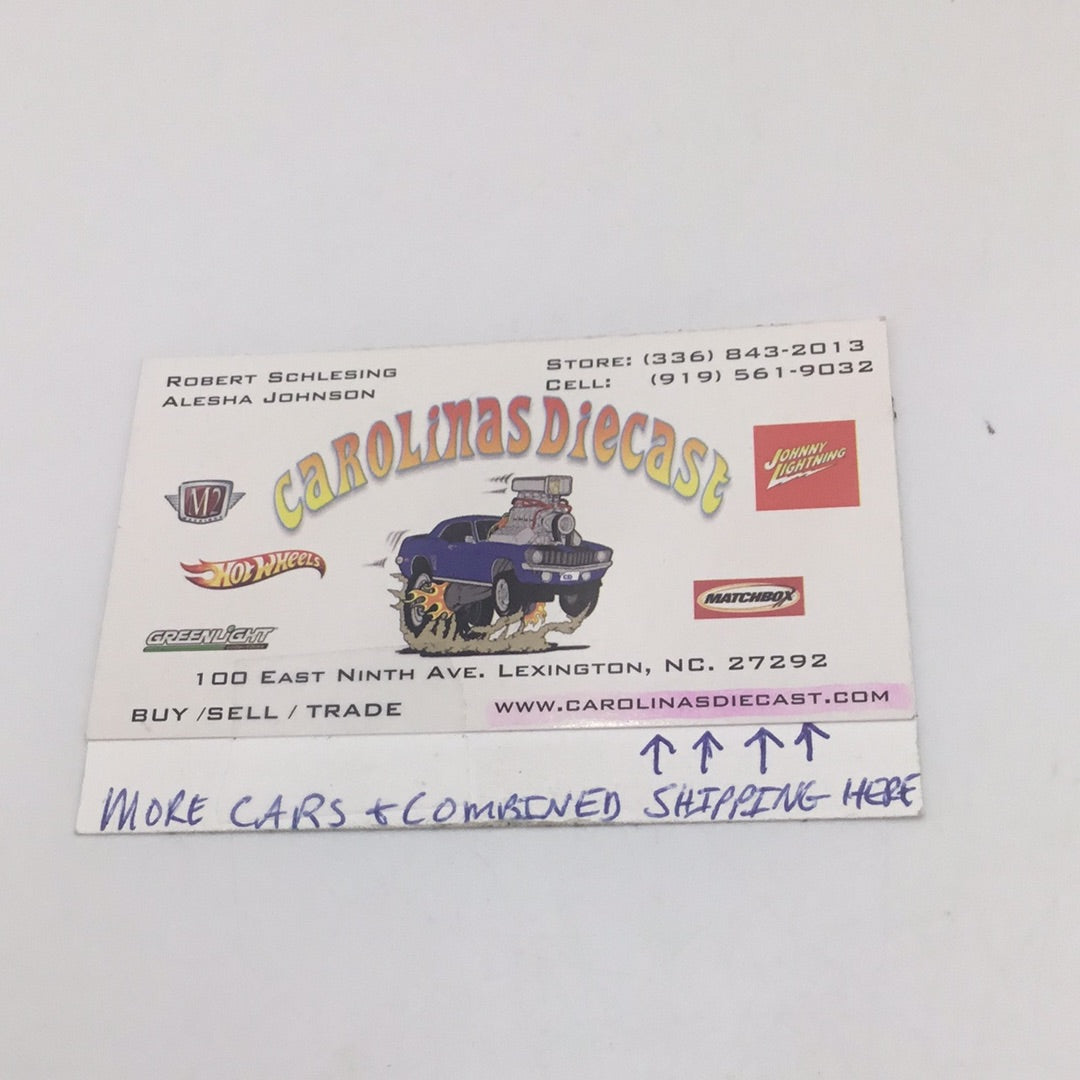 ROBERT SCHLESING
ALESHA JOHNSON
STORE: (336) 843-2013
CELL: (919) 561-9032
CAROLINAS DIECAST
M2
HOT WHEELS
GREENLIGHT
JOHNNY LIGHTNING
MATCHBOX
CD
100 EAST NINTH AVE. LEXINGTON, NC. 27292
BUY /SELL / TRADE
WWW.CAROLINASDIECAST.COM
MORE CARS + COMBINED SHIPPING HERE